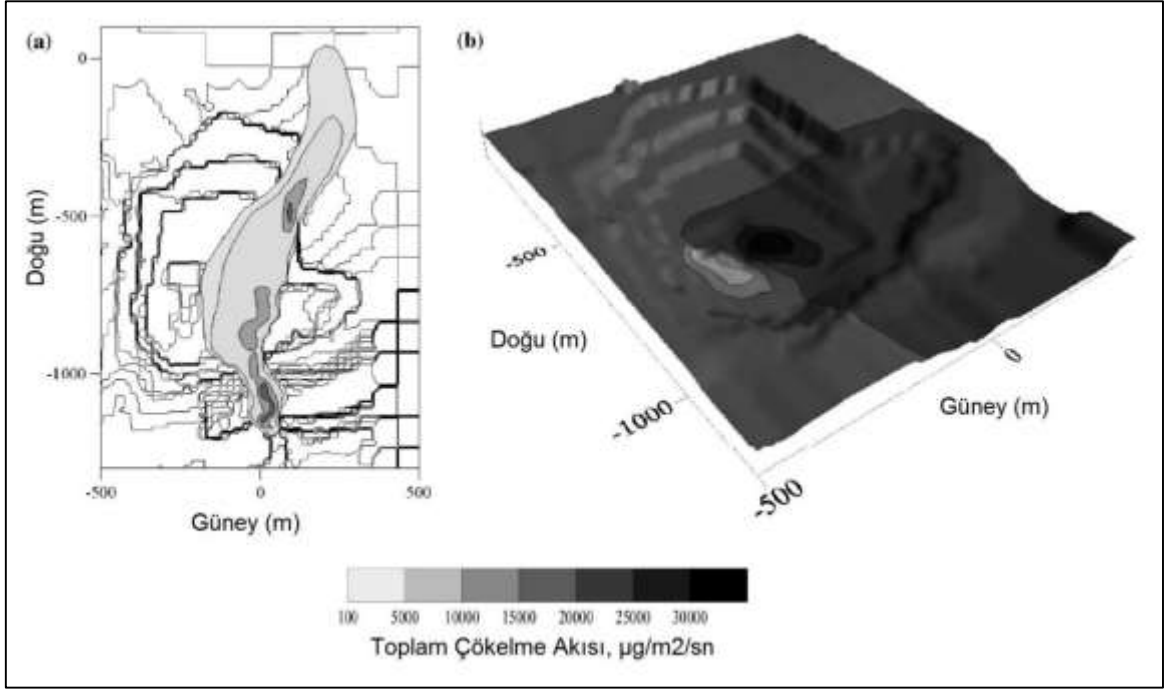 (a)
0
-500
-1000
Doğu (m)
-500 0 500
Güney (m)
(b)
-500
Doğu (m)
-1000
-500
0
Güney (m)
100 5000 10000 15000 20000 25000 30000
Toplam Çökelme Akısı, µg/m2/sn